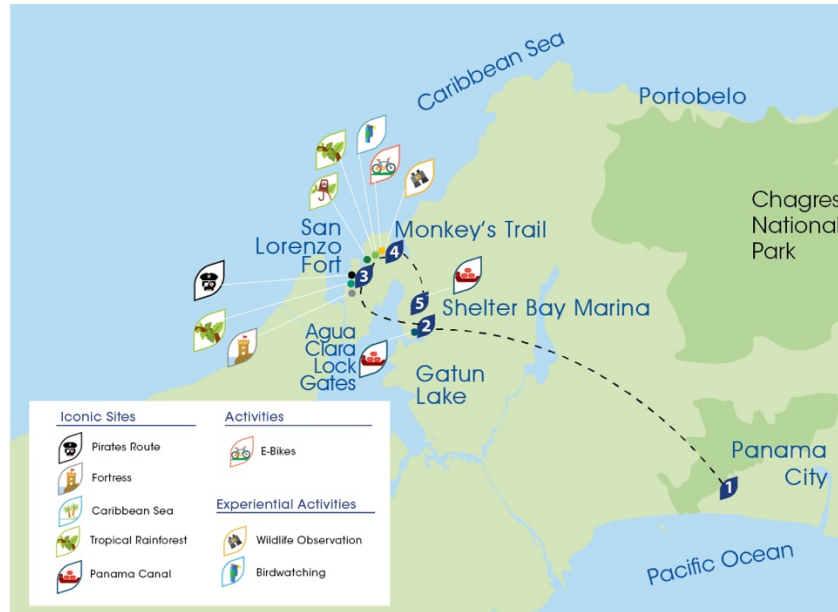 Caribbean Sea
Portobelo
Chagres
National
Park
San
Lorenzo
Fort
Monkey's Trail
4
3
5
Shelter Bay Marina
2
Agua
Clara
Lock
Gates
Gatun
Lake
Panama
City
1
Pacific Ocean
Iconic Sites
Pirates Route
Fortress
Caribbean Sea
Tropical Rainforest
Panama Canal
Activities
E-Bikes
Experiential Activities
Wildlife Observation
Birdwatching